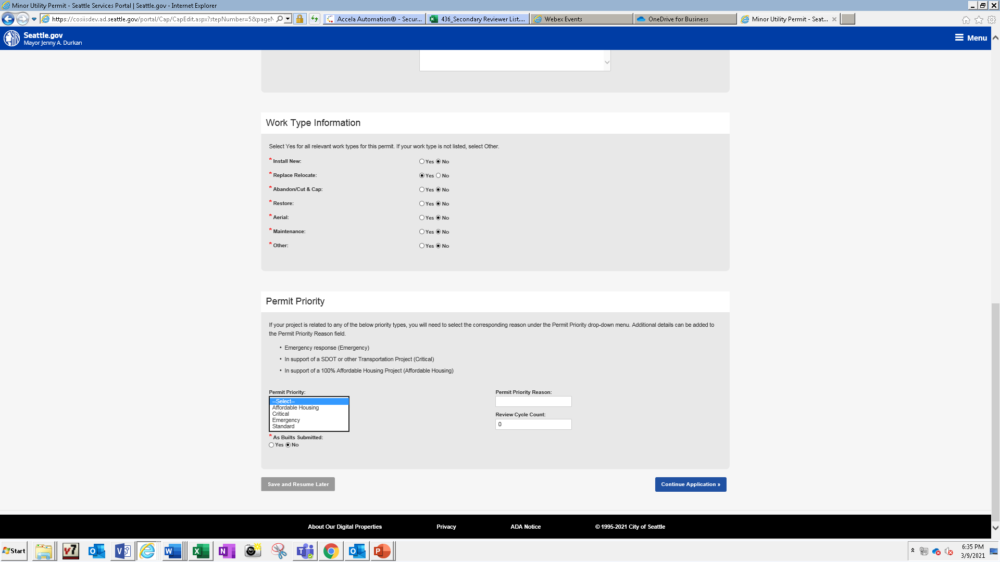 Minor Utility Permit - Seattle Services Portal | Seattle.gov - Internet Explorer
https://cosiisdev.ad.seattle.gov/portal/Cap/CapEdit.aspx?stepNumber=5&pageN
Accela Automation® - Secur...
436_Secondary Reviewer List....
Webex Events
OneDrive for Business
Minor Utility Permit - Seat...
Seattle.gov
Mayor Jenny A. Durkan
Menu
Work Type Information
Select Yes for all relevant work types for this permit. If your work type is not listed, select Other.
* Install New: Yes No
* Replace Relocate: Yes No
* Abandon/Cut & Cap: Yes No
* Restore: Yes No
* Aerial: Yes No
* Maintenance: Yes No
* Other: Yes No
Permit Priority
If your project is related to any of the below priority types, you will need to select the corresponding reason under the Permit Priority drop-down menu. Additional details can be added to
the Permit Priority Reason field.
• Emergency response (Emergency)
• In support of a SDOT or other Transportation Project (Critical)
• In support of a 100% Affordable Housing Project (Affordable Housing)
Permit Priority:
--Select--
Affordable Housing
Critical
Emergency
Standard
Permit Priority Reason:
Review Cycle Count:
0
* As Builts Submitted:
Yes No
Save and Resume Later
Continue Application »
About Our Digital Properties
Privacy
ADA Notice
© 1995-2021 City of Seattle
Start
6:35 PM
3/9/2021